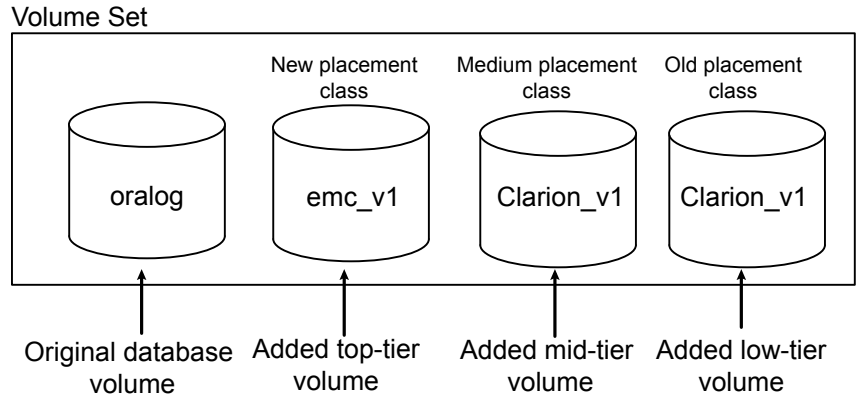 Volume Set
New placement
class
Medium placement
class
Old placement
class
oralog
emc_v1
Clarion_v1
Clarion_v1
Original database
volume
Added top-tier
volume
Added mid-tier
volume
Added low-tier
volume